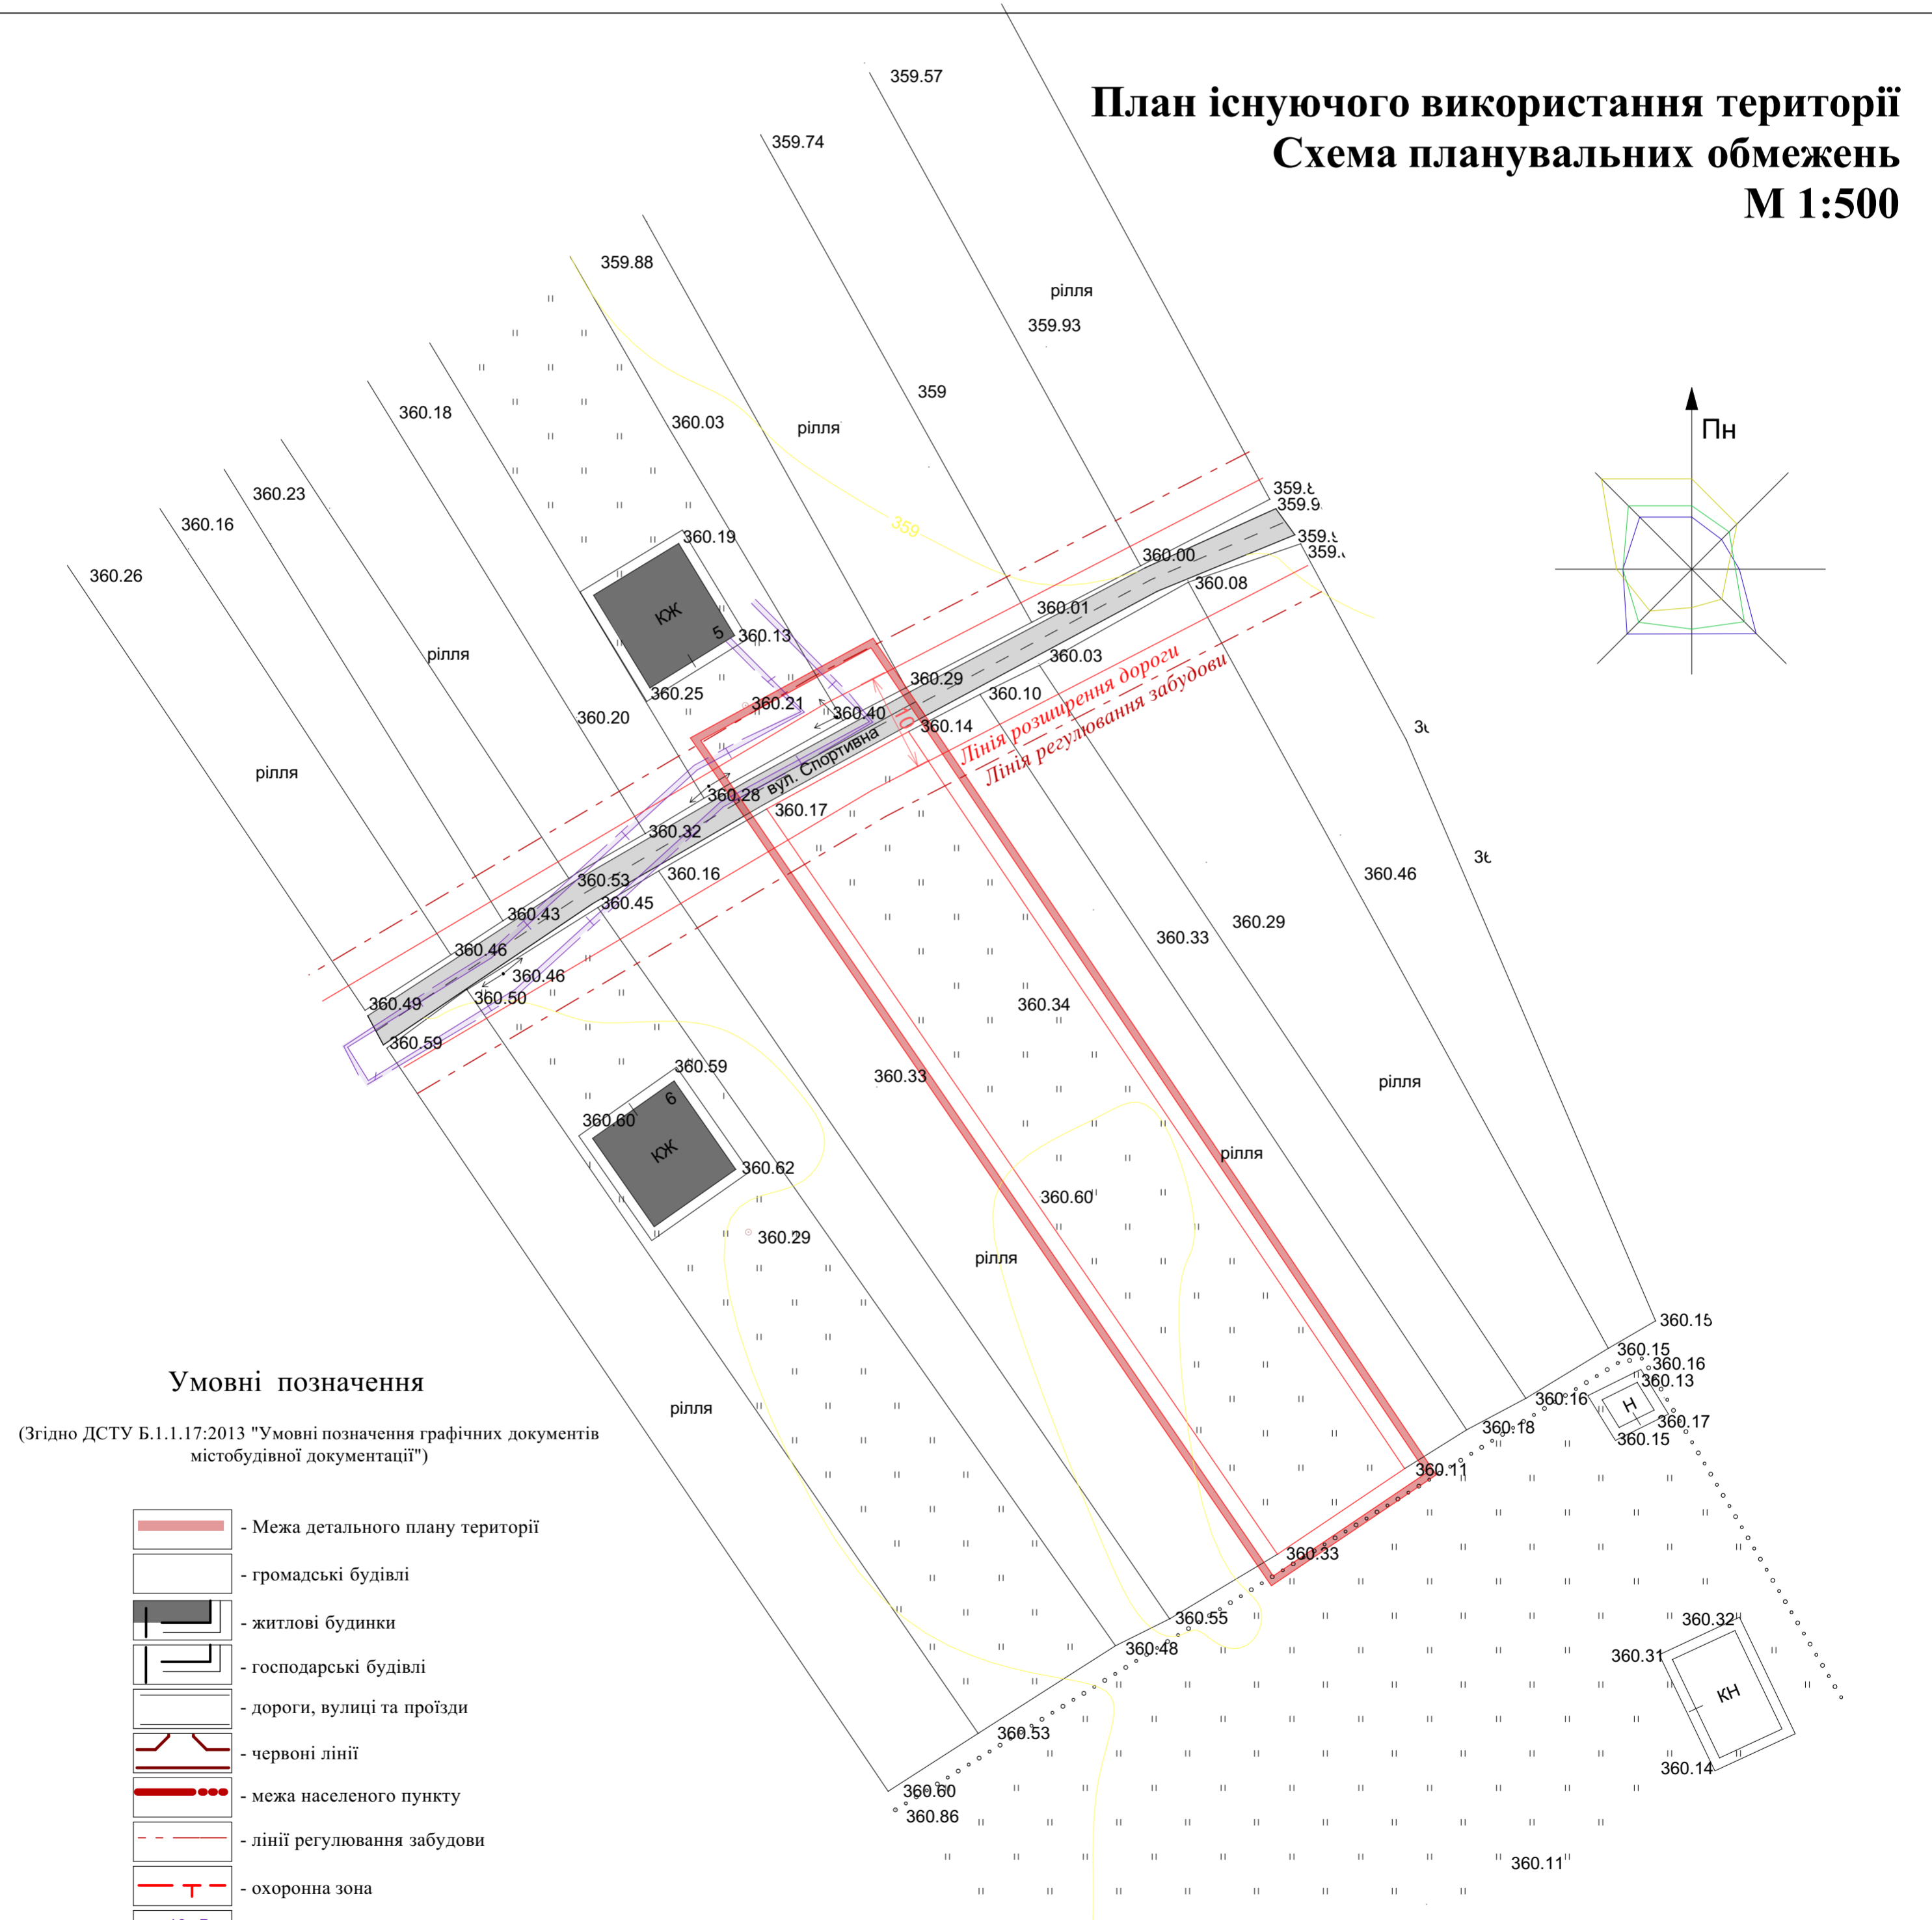 План існуючого використання території
Схема планувальних обмежень
М 1:500
359.57
359.74
359.88
рілля
359.93
359
360.18
360.03
рілля
Пн
360.23
360.16
359
360.26
360.19
360.00
360.08
360.01
КЖ
5
360.13
рілля
360.03
360.25
360.21
360.29
360.10
360.20
360.40
360.14
10
Лінія розширення дороги
Лінія регулювання забудови
вул. Спортивна
рілля
360.28
360.17
360.32
360.16
360.46
360.53
360.45
360.43
360.29
360.33
360.46
360.46
360.50
360.49
360.34
360.59
360.59
360.33
рілля
6
360.60
КЖ
рілля
360.62
360.60
360.29
рілля
360.15
360.15
360.16
360.13
360.16
Н
360.17
360.18
360.15
рілля
360.11
360.33
360.55
360.48
360.32
360.31
КН
360.53
360.14
360.60
360.86
360.11
Умовні позначення
(Згідно ДСТУ Б.1.1.17:2013 "Умовні позначення графічних документів
містобудівної документації")
- Межа детального плану території
- громадські будівлі
- житлові будинки
- господарські будівлі
- дороги, вулиці та проїзди
- червоні лінії
- межа населеного пункту
- лінії регулювання забудови
- охоронна зона